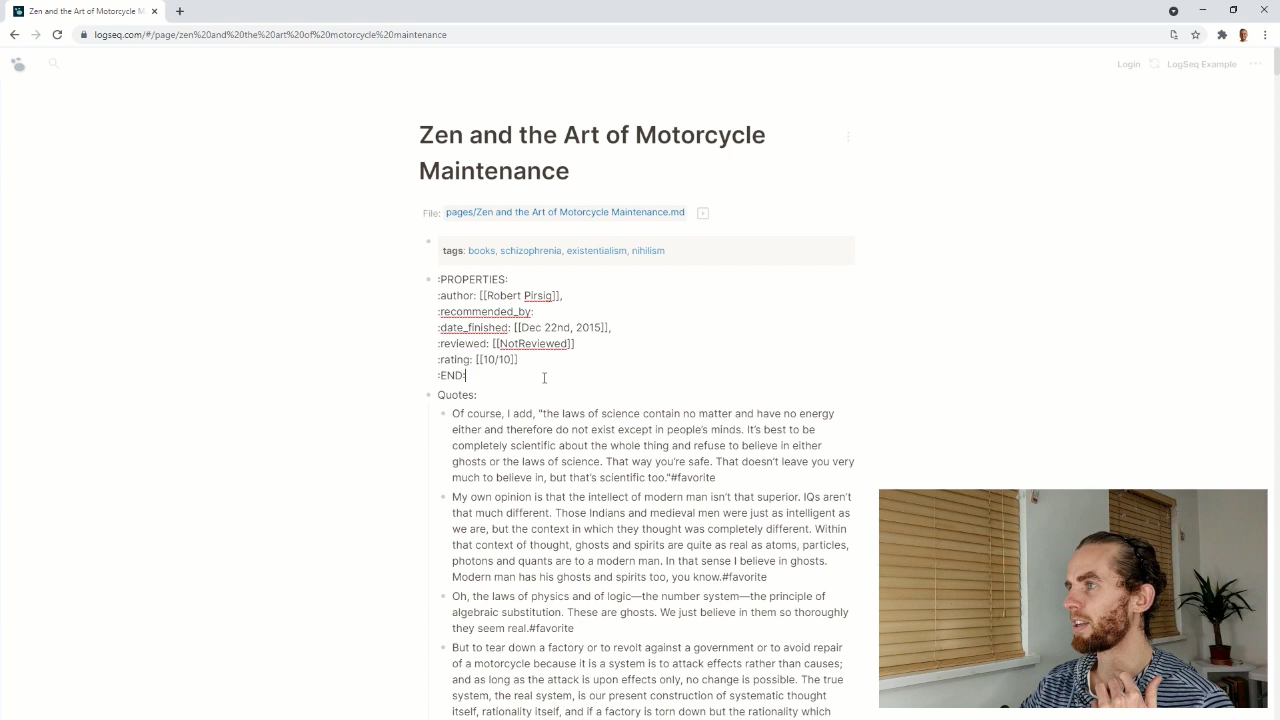 Zen and the Art of Motorcycle M
logseq.com/#/page/zen%20and%20the%20art%20of%20motorcycle%20maintenance
Login
LogSeq Example
Zen and the Art of Motorcycle
Maintenance
File: pages/Zen and the Art of Motorcycle Maintenance.md
tags: books, schizophrenia, existentialism, nihilism
:PROPERTIES:
:author: [[Robert Pirsig]],
:recommended_by:
:date_finished: [[Dec 22nd, 2015]],
:reviewed: [[NotReviewed]]
:rating: [[10/10]]
:END:
Quotes:
Of course, I add, "the laws of science contain no matter and have no energy
either and therefore do not exist except in people's minds. It's best to be
completely scientific about the whole thing and refuse to believe in either
ghosts or the laws of science. That way you're safe. That doesn't leave you very
much to believe in, but that's scientific too."#favorite
My own opinion is that the intellect of modern man isn't that superior. IQs aren't
that much different. Those Indians and medieval men were just as intelligent as
we are, but the context in which they thought was completely different. Within
that context of thought, ghosts and spirits are quite as real as atoms, particles,
photons and quants are to a modern man. In that sense I believe in ghosts.
Modern man has his ghosts and spirits too, you know.#favorite
Oh, the laws of physics and of logic—the number system—the principle of
algebraic substitution. These are ghosts. We just believe in them so thoroughly
they seem real.#favorite
But to tear down a factory or to revolt against a government or to avoid repair
of a motorcycle because it is a system is to attack effects rather than causes;
and as long as the attack is upon effects only, no change is possible. The true
system, the real system, is our present construction of systematic thought
itself, rationality itself, and if a factory is torn down but the rationality which